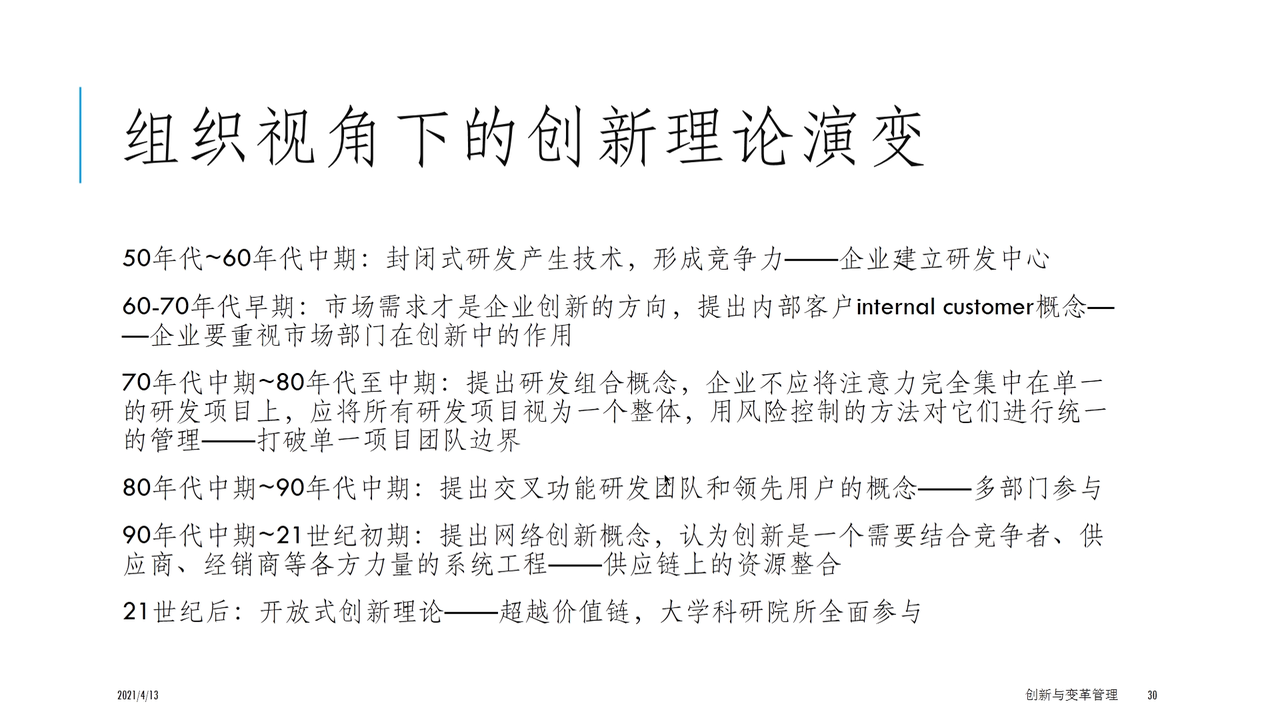 组织视角下的创新理论演变
50年代~60年代中期：封闭式研发产生技术，形成竞争力——企业建立研发中心
60-70年代早期：市场需求才是企业创新的方向，提出内部客户internal customer概念—
—企业要重视市场部门在创新中的作用
70年代中期~80年代至中期：提出研发组合概念，企业不应将注意力完全集中在单一
的研发项目上，应将所有研发项目视为一个整体，用风险控制的方法对它们进行统一
的管理——打破单一项目团队边界
80年代中期~90年代中期：提出交叉功能研发团队和领先用户的概念——多部门参与
90年代中期~21世纪初期：提出网络创新概念，认为创新是一个需要结合竞争者、供
应商、经销商等各方力量的系统工程——供应链上的资源整合
21世纪后：开放式创新理论——超越价值链，大学科研院所全面参与
2021/4/13
创新与变革管理
30